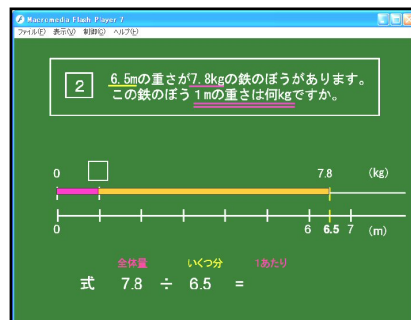 Macromedia Flash Player 7
ファイル(F) 表示(V) 制御(C) ヘルプ(H)
2
6.5mの重さが7.8kgの鉄のぼうがあります。
この鉄のぼう1mの重さは何kgですか。
0 7.8 (kg)
0 6 6.5 7 (m)
全体量 いくつ分 1あたり
式 7.8 ÷ 6.5 =